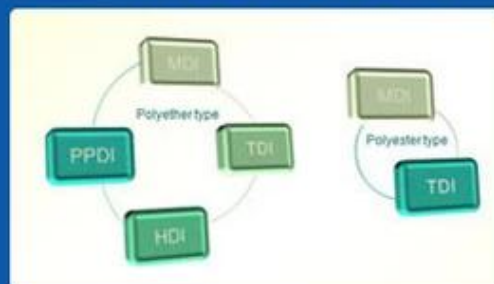 MDI
Polyether type
PPDI
TDI
HDI
MDI
Polyester type
TDI